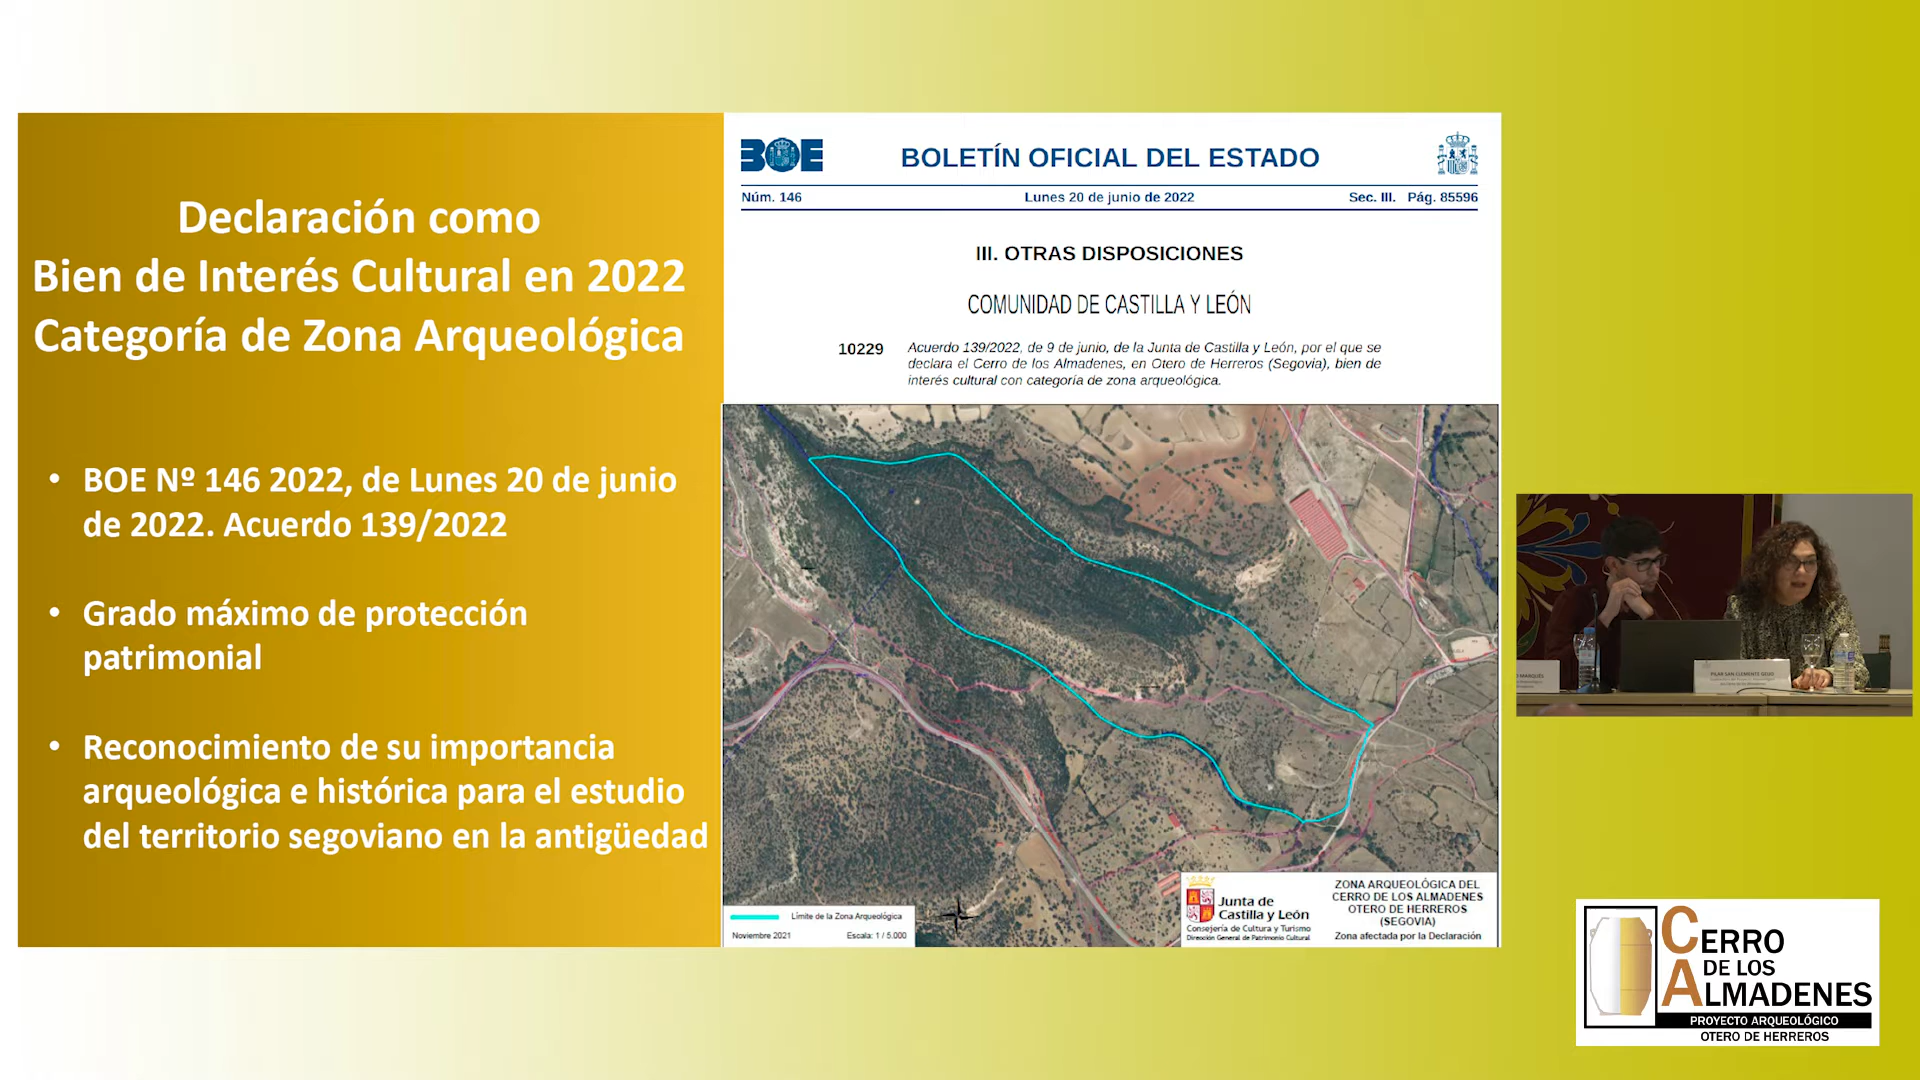 Declaración como
Bien de Interés Cultural en 2022
Categoría de Zona Arqueológica
• BOE Nº 146 2022, de Lunes 20 de junio
de 2022. Acuerdo 139/2022
• Grado máximo de protección
patrimonial
• Reconocimiento de su importancia
arqueológica e histórica para el estudio
del territorio segoviano en la antigüedad
BOE
BOLETÍN OFICIAL DEL ESTADO
Núm. 146 Lunes 20 de junio de 2022 Sec. III. Pág. 85596
III. OTRAS DISPOSICIONES
COMUNIDAD DE CASTILLA Y LEÓN
10229 Acuerdo 139/2022, de 9 de junio, de la Junta de Castilla y León, por el que se
declara el Cerro de los Almadenes, en Otero de Herreros (Segovia), bien de
interés cultural con categoría de zona arqueológica.
Límite de la Zona Arqueológica
Noviembre 2021 Escala: 1 / 5.000
Junta de
Castilla y León
Consejería de Cultura y Turismo
Dirección General de Patrimonio Cultural
ZONA ARQUEOLÓGICA DEL
CERRO DE LOS ALMADENES
OTERO DE HERREROS
(SEGOVIA)
Zona afectada por la Declaración
MARQUÉS
PILAR SAN CLEMENTE
CERRO
DE LOS
ALMADENES
PROYECTO ARQUEOLÓGICO
OTERO DE HERREROS